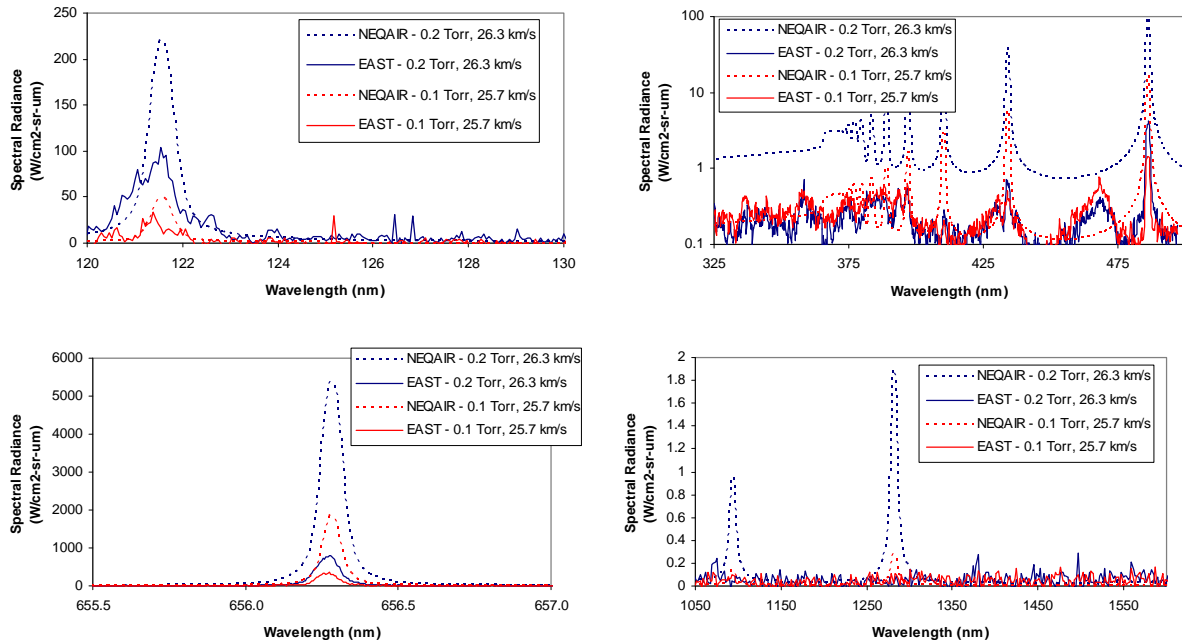 250
200
150
100
50
0
120
122
124
126
128
130
Wavelength (nm)
Spectral Radiance
(W/cm2-sr-um)
NEQAIR - 0.2 Torr, 26.3 km/s
EAST - 0.2 Torr, 26.3 km/s
NEQAIR - 0.1 Torr, 25.7 km/s
EAST - 0.1 Torr, 25.7 km/s
100
10
1
0.1
325
375
425
475
Wavelength (nm)
Spectral Radiance
(W/cm2-sr-um)
NEQAIR - 0.2 Torr, 26.3 km/s
EAST - 0.2 Torr, 26.3 km/s
NEQAIR - 0.1 Torr, 25.7 km/s
EAST - 0.1 Torr, 25.7 km/s
6000
5000
4000
3000
2000
1000
0
655.5
656.0
656.5
657.0
Wavelength (nm)
Spectral Radiance
(W/cm2-sr-um)
NEQAIR - 0.2 Torr, 26.3 km/s
EAST - 0.2 Torr, 26.3 km/s
NEQAIR - 0.1 Torr, 25.7 km/s
EAST - 0.1 Torr, 25.7 km/s
2
1.8
1.6
1.4
1.2
1
0.8
0.6
0.4
0.2
0
1050
1150
1250
1350
1450
1550
Wavelength (nm)
Spectral Radiance
(W/cm2-sr-um)
NEQAIR - 0.2 Torr, 26.3 km/s
EAST - 0.2 Torr, 26.3 km/s
NEQAIR - 0.1 Torr, 25.7 km/s
EAST - 0.1 Torr, 25.7 km/s